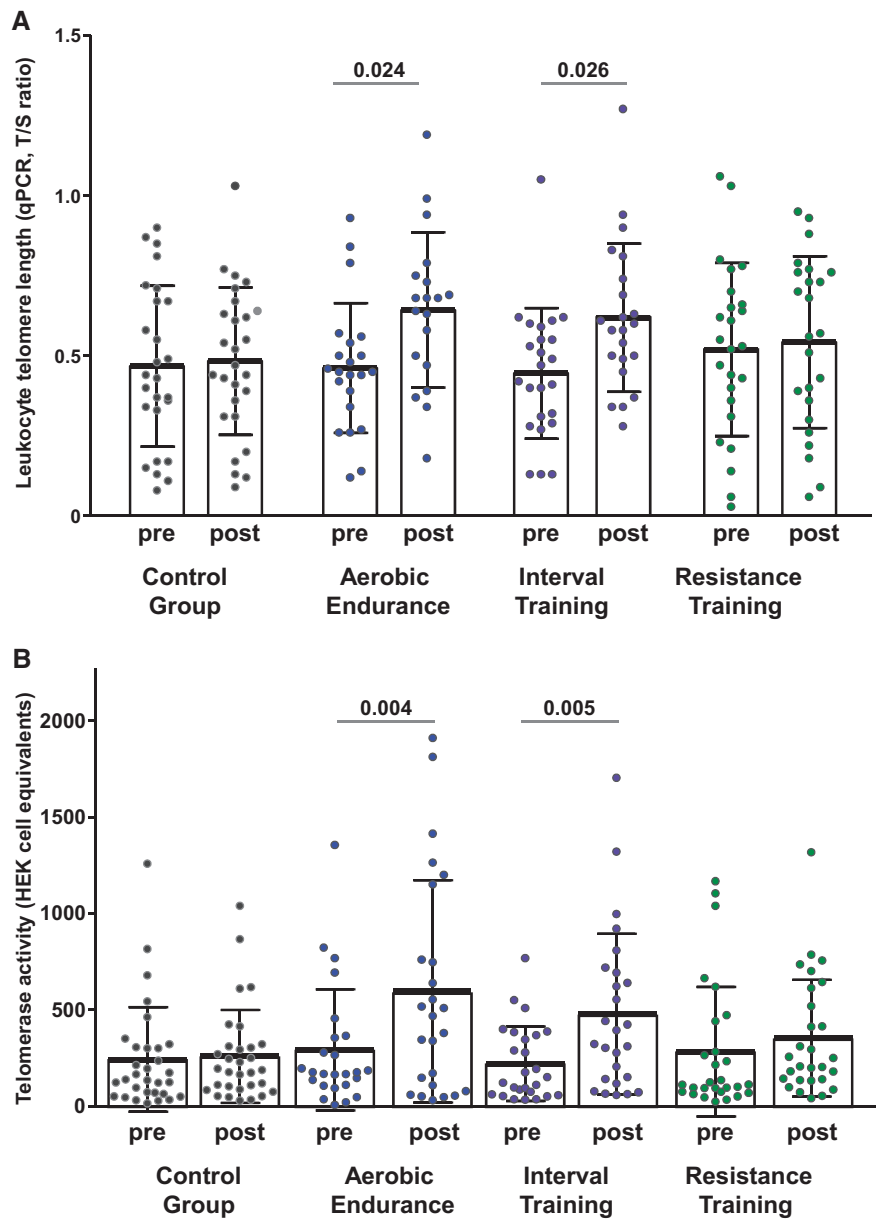 A
Leukocyte telomere length (qPCR, T/S ratio)
1.5
1.0
0.5
0
0.024
0.026
pre post pre post pre post pre post
Control
Group
Aerobic
Endurance
Interval
Training
Resistance
Training
B
Telomerase activity (HEK cell equivalents)
2000
1500
1000
500
0
0.004
0.005
pre post pre post pre post pre post
Control
Group
Aerobic
Endurance
Interval
Training
Resistance
Training